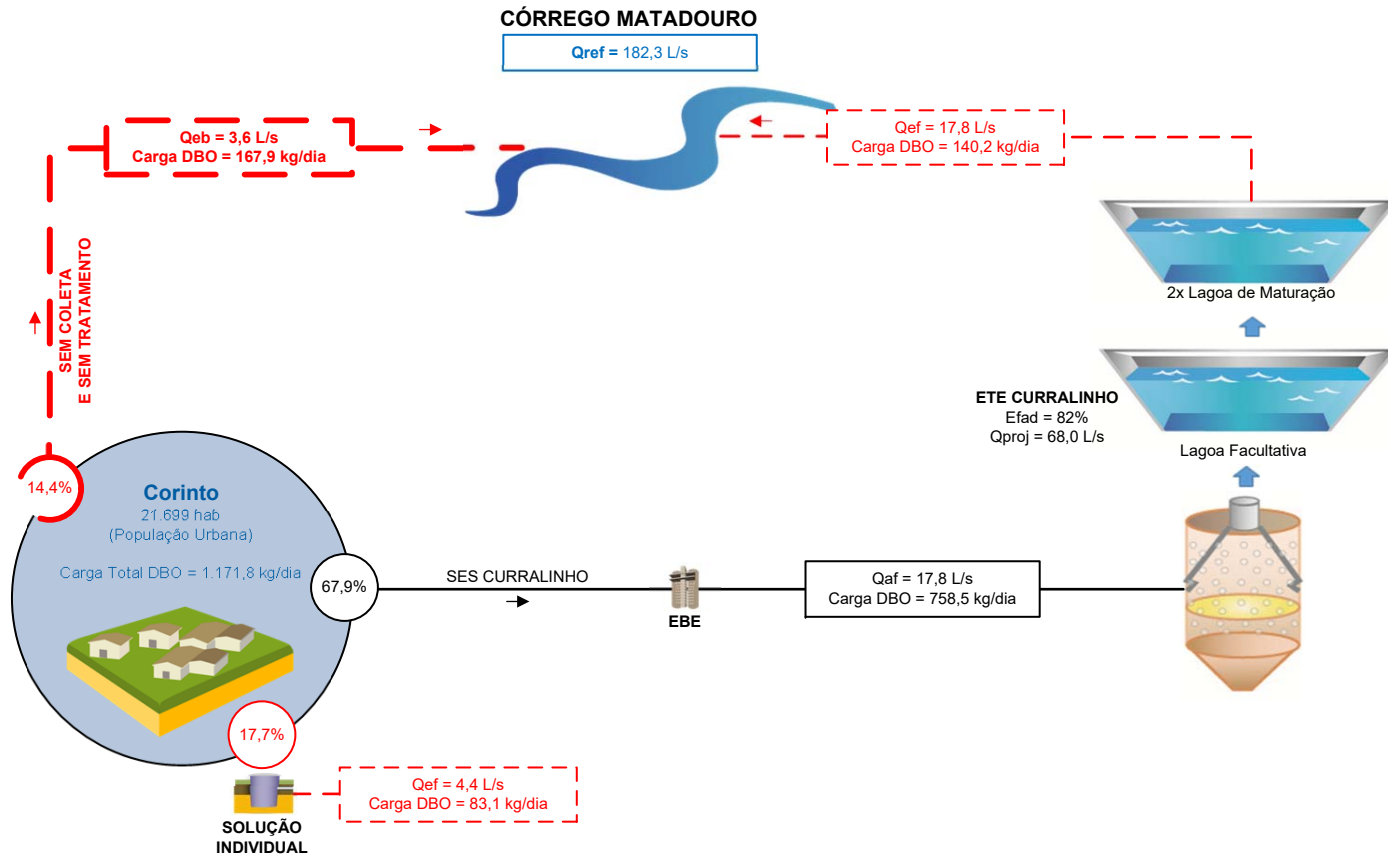 CÓRREGO MATADOURO
Qref = 182,3 L/s
Qeb = 3,6 L/s
Carga DBO = 167,9 kg/dia
Qef = 17,8 L/s
Carga DBO = 140,2 kg/dia
SEM COLETA
E SEM TRATAMENTO
2x Lagoa de Maturação
ETE CURRALINHO
Efad = 82%
Qproj = 68,0 L/s
Lagoa Facultativa
14,4%
Corinto
21.699 hab
(População Urbana)
Carga Total DBO = 1.171,8 kg/dia
67,9%
SES CURRALINHO
EBE
Qaf = 17,8 L/s
Carga DBO = 758,5 kg/dia
17,7%
SOLUÇÃO
INDIVIDUAL
Qef = 4,4 L/s
Carga DBO = 83,1 kg/dia